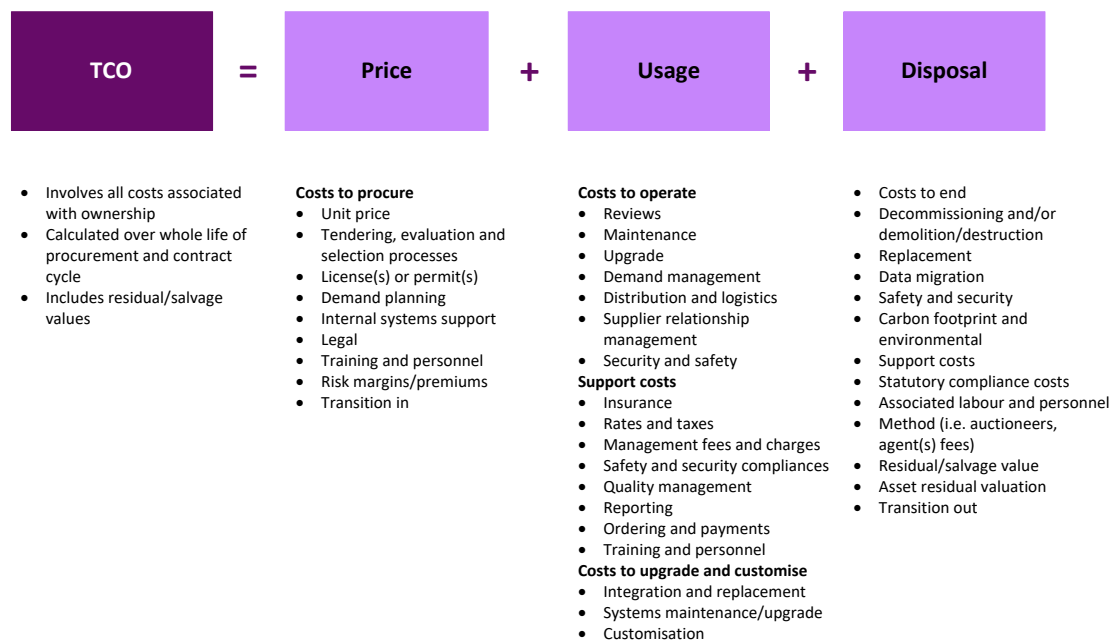 TCO
=
Price
+
Usage
+
Disposal
• Involves all costs associated
with ownership
• Calculated over whole life of
procurement and contract
cycle
• Includes residual/salvage
values
Costs to procure
• Unit price
• Tendering, evaluation and
selection processes
• License(s) or permit(s)
• Demand planning
• Internal systems support
• Legal
• Training and personnel
• Risk margins/premiums
• Transition in
Costs to operate
• Reviews
• Maintenance
• Upgrade
• Demand management
• Distribution and logistics
• Supplier relationship
management
• Security and safety
Support costs
• Insurance
• Rates and taxes
• Management fees and charges
• Safety and security compliances
• Quality management
• Reporting
• Ordering and payments
• Training and personnel
Costs to upgrade and customise
• Integration and replacement
• Systems maintenance/upgrade
• Customisation
• Costs to end
• Decommissioning and/or
demolition/destruction
• Replacement
• Data migration
• Safety and security
• Carbon footprint and
environmental
• Support costs
• Statutory compliance costs
• Associated labour and personnel
• Method (i.e. auctioneers,
agent(s) fees)
• Residual/salvage value
• Asset residual valuation
• Transition out